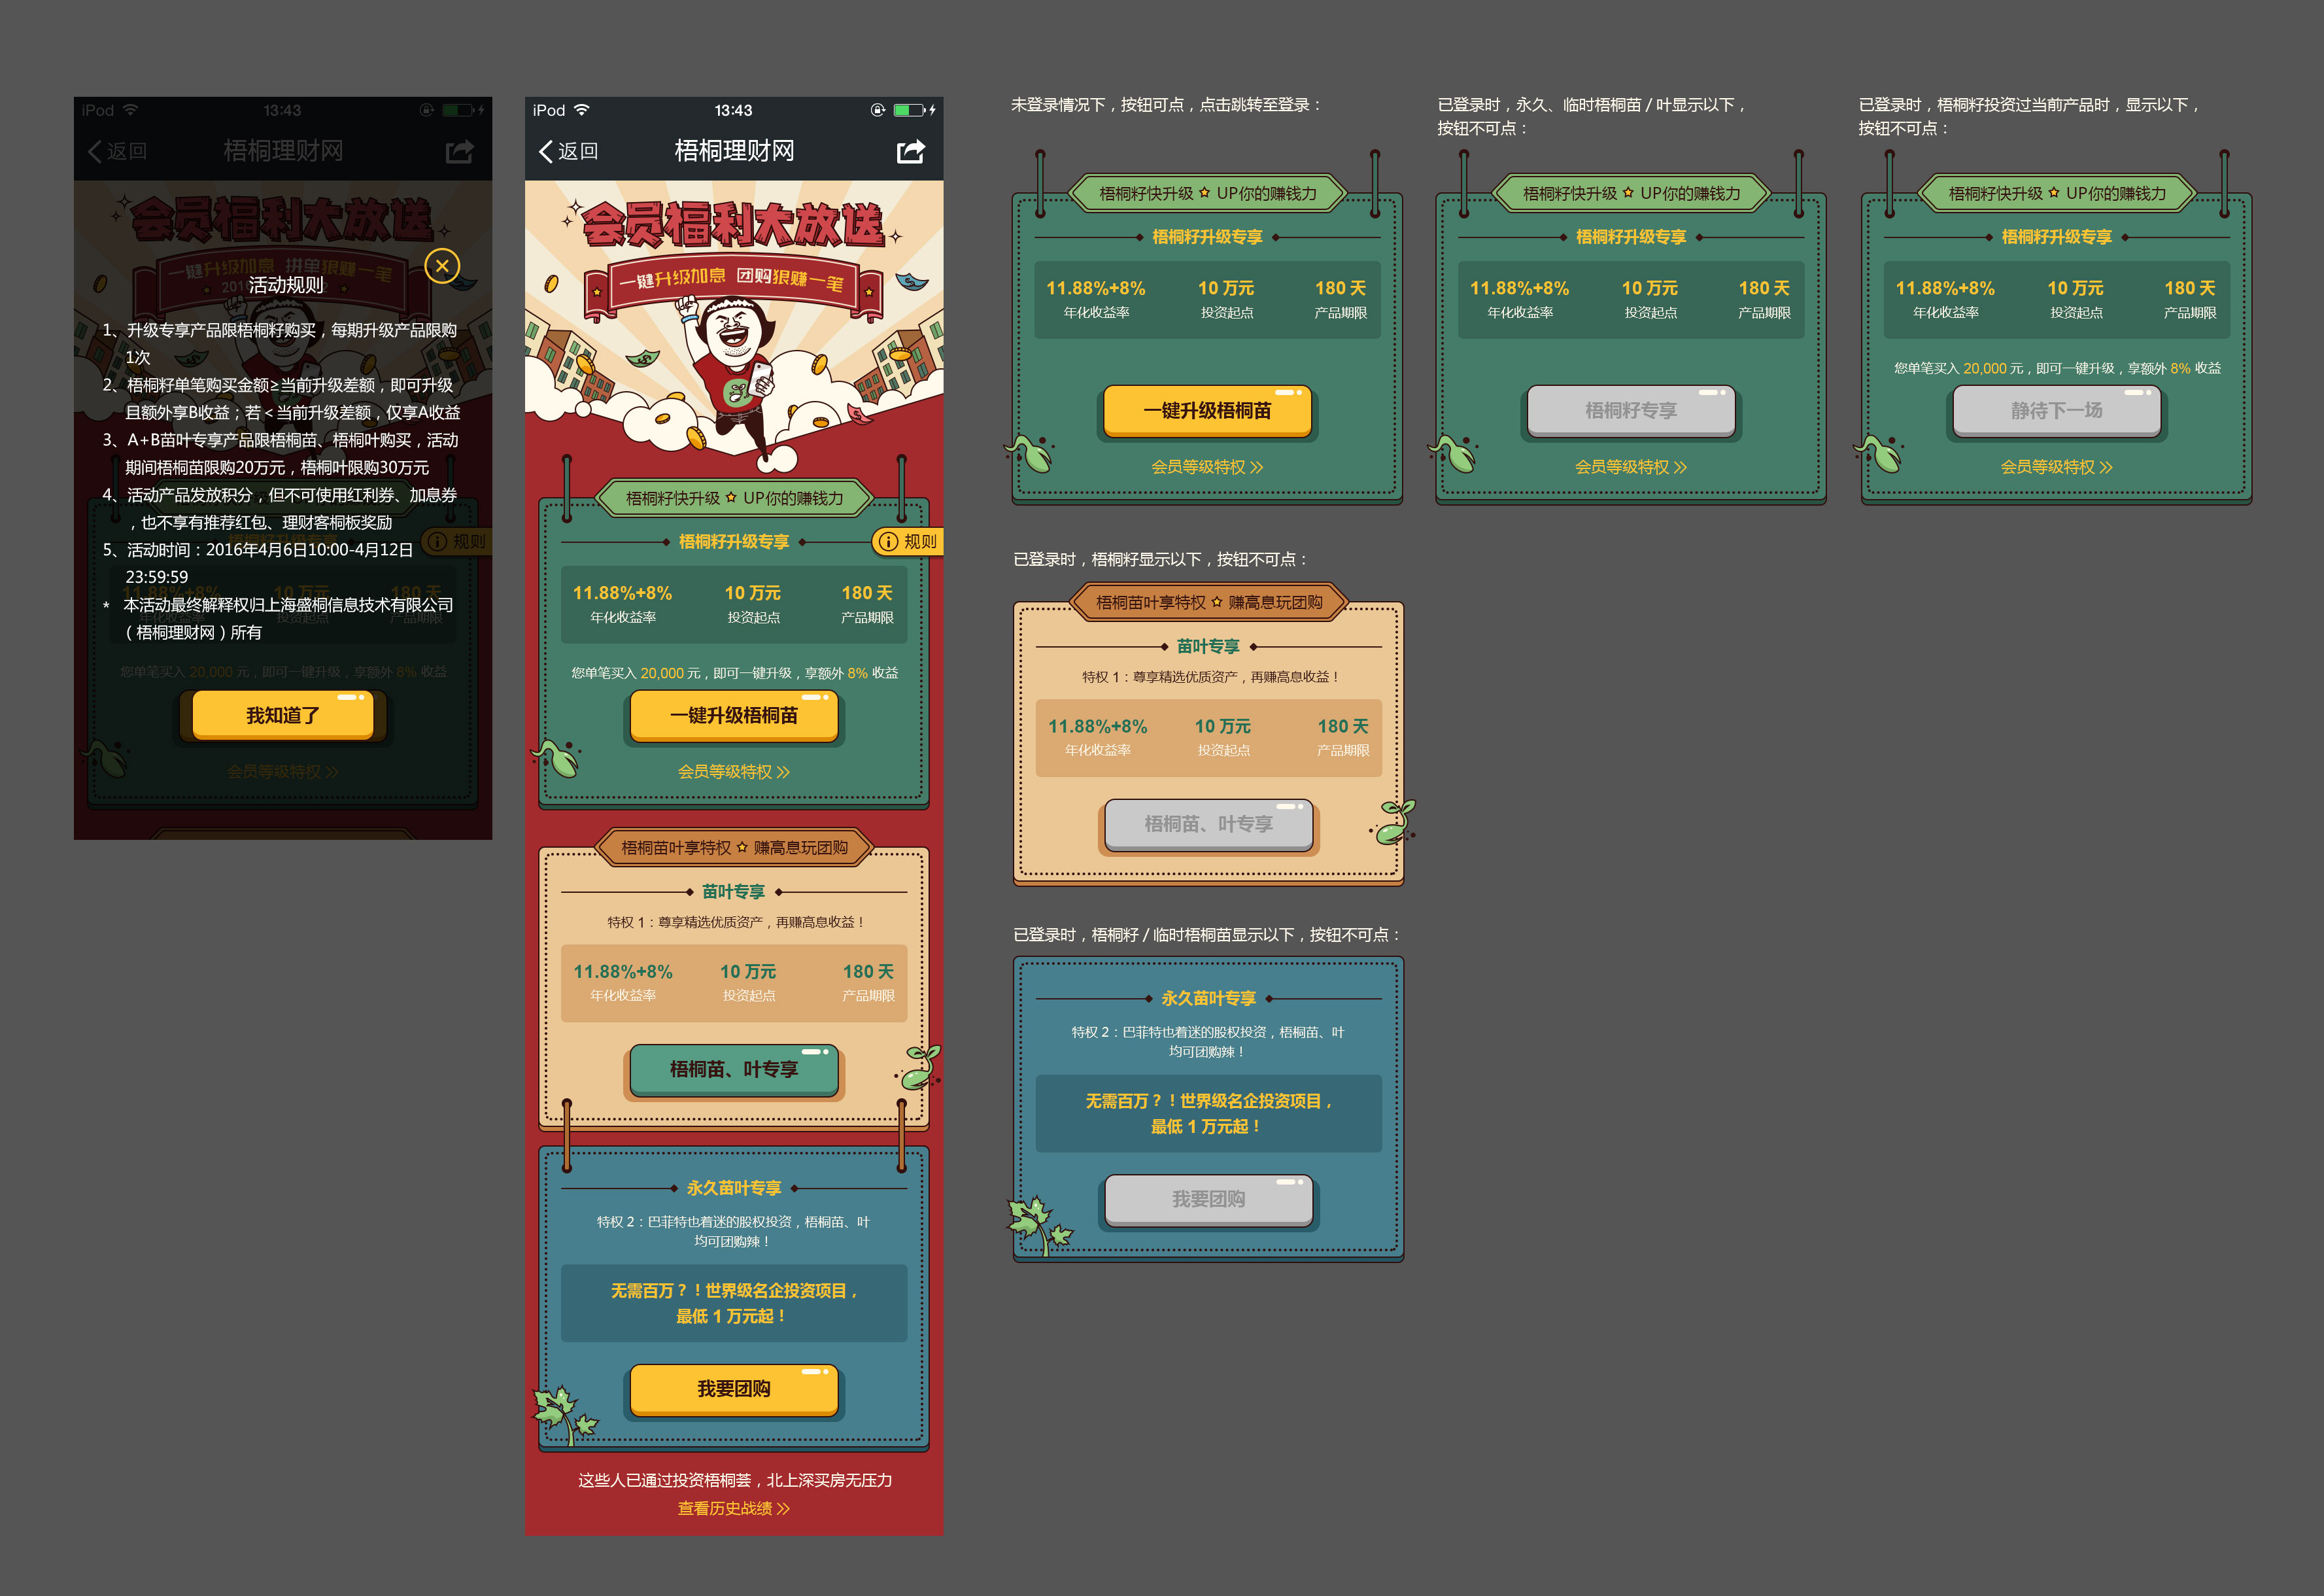 iPod
13:43
返回
梧桐理财网
会员福利大放送
一键升级加息 拼单狠赚一笔
活动规则
1、升级专享产品限梧桐籽购买，每期升级产品限购
1次
2、梧桐籽单笔购买金额≥当前升级差额，即可升级
且额外享B收益；若＜当前升级差额，仅享A收益
3、A+B苗叶专享产品限梧桐苗、梧桐叶购买，活动
期间梧桐苗限购20万元，梧桐叶限购30万元
4、活动产品发放积分，但不可使用红利券、加息券
，也不享有推荐红包、理财客桐板奖励
规则
5、活动时间：2016年4月6日10:00-4月12日
23:59:59
11.88%+8% 10 万元 180 天
* 本活动最终解释权归上海盛桐信息技术有限公司
年化收益率 投资起点 产品期限
（梧桐理财网）所有
您单笔买入 20,000 元，即可一键升级，享额外 8% 收益
我知道了
会员等级特权
iPod
13:43
返回
梧桐理财网
会员福利大放送
一键升级加息 团购狠赚一笔
梧桐籽快升级 UP你的赚钱力
梧桐籽升级专享
规则
11.88%+8% 10 万元 180 天
年化收益率 投资起点 产品期限
您单笔买入 20,000 元，即可一键升级，享额外 8% 收益
一键升级梧桐苗
会员等级特权
梧桐苗叶享特权 赚高息玩团购
苗叶专享
特权 1：尊享精选优质资产，再赚高息收益！
11.88%+8% 10 万元 180 天
年化收益率 投资起点 产品期限
梧桐苗、叶专享
永久苗叶专享
特权 2：巴菲特也着迷的股权投资，梧桐苗、叶
均可团购辣！
无需百万？！世界级名企投资项目，
最低 1 万元起！
我要团购
这些人已通过投资梧桐荟，北上深买房无压力
查看历史战绩
未登录情况下，按钮可点，点击跳转至登录：
梧桐籽快升级 UP你的赚钱力
梧桐籽升级专享
11.88%+8% 10 万元 180 天
年化收益率 投资起点 产品期限
一键升级梧桐苗
会员等级特权
已登录时，永久、临时梧桐苗 / 叶显示以下，
按钮不可点：
梧桐籽快升级 UP你的赚钱力
梧桐籽升级专享
11.88%+8% 10 万元 180 天
年化收益率 投资起点 产品期限
梧桐籽专享
会员等级特权
已登录时，梧桐籽投资过当前产品时，显示以下，
按钮不可点：
梧桐籽快升级 UP你的赚钱力
梧桐籽升级专享
11.88%+8% 10 万元 180 天
年化收益率 投资起点 产品期限
您单笔买入 20,000 元，即可一键升级，享额外 8% 收益
静待下一场
会员等级特权
已登录时，梧桐籽显示以下，按钮不可点：
梧桐苗叶享特权 赚高息玩团购
苗叶专享
特权 1：尊享精选优质资产，再赚高息收益！
11.88%+8% 10 万元 180 天
年化收益率 投资起点 产品期限
梧桐苗、叶专享
已登录时，梧桐籽 / 临时梧桐苗显示以下，按钮不可点：
永久苗叶专享
特权 2：巴菲特也着迷的股权投资，梧桐苗、叶
均可团购辣！
无需百万？！世界级名企投资项目，
最低 1 万元起！
我要团购